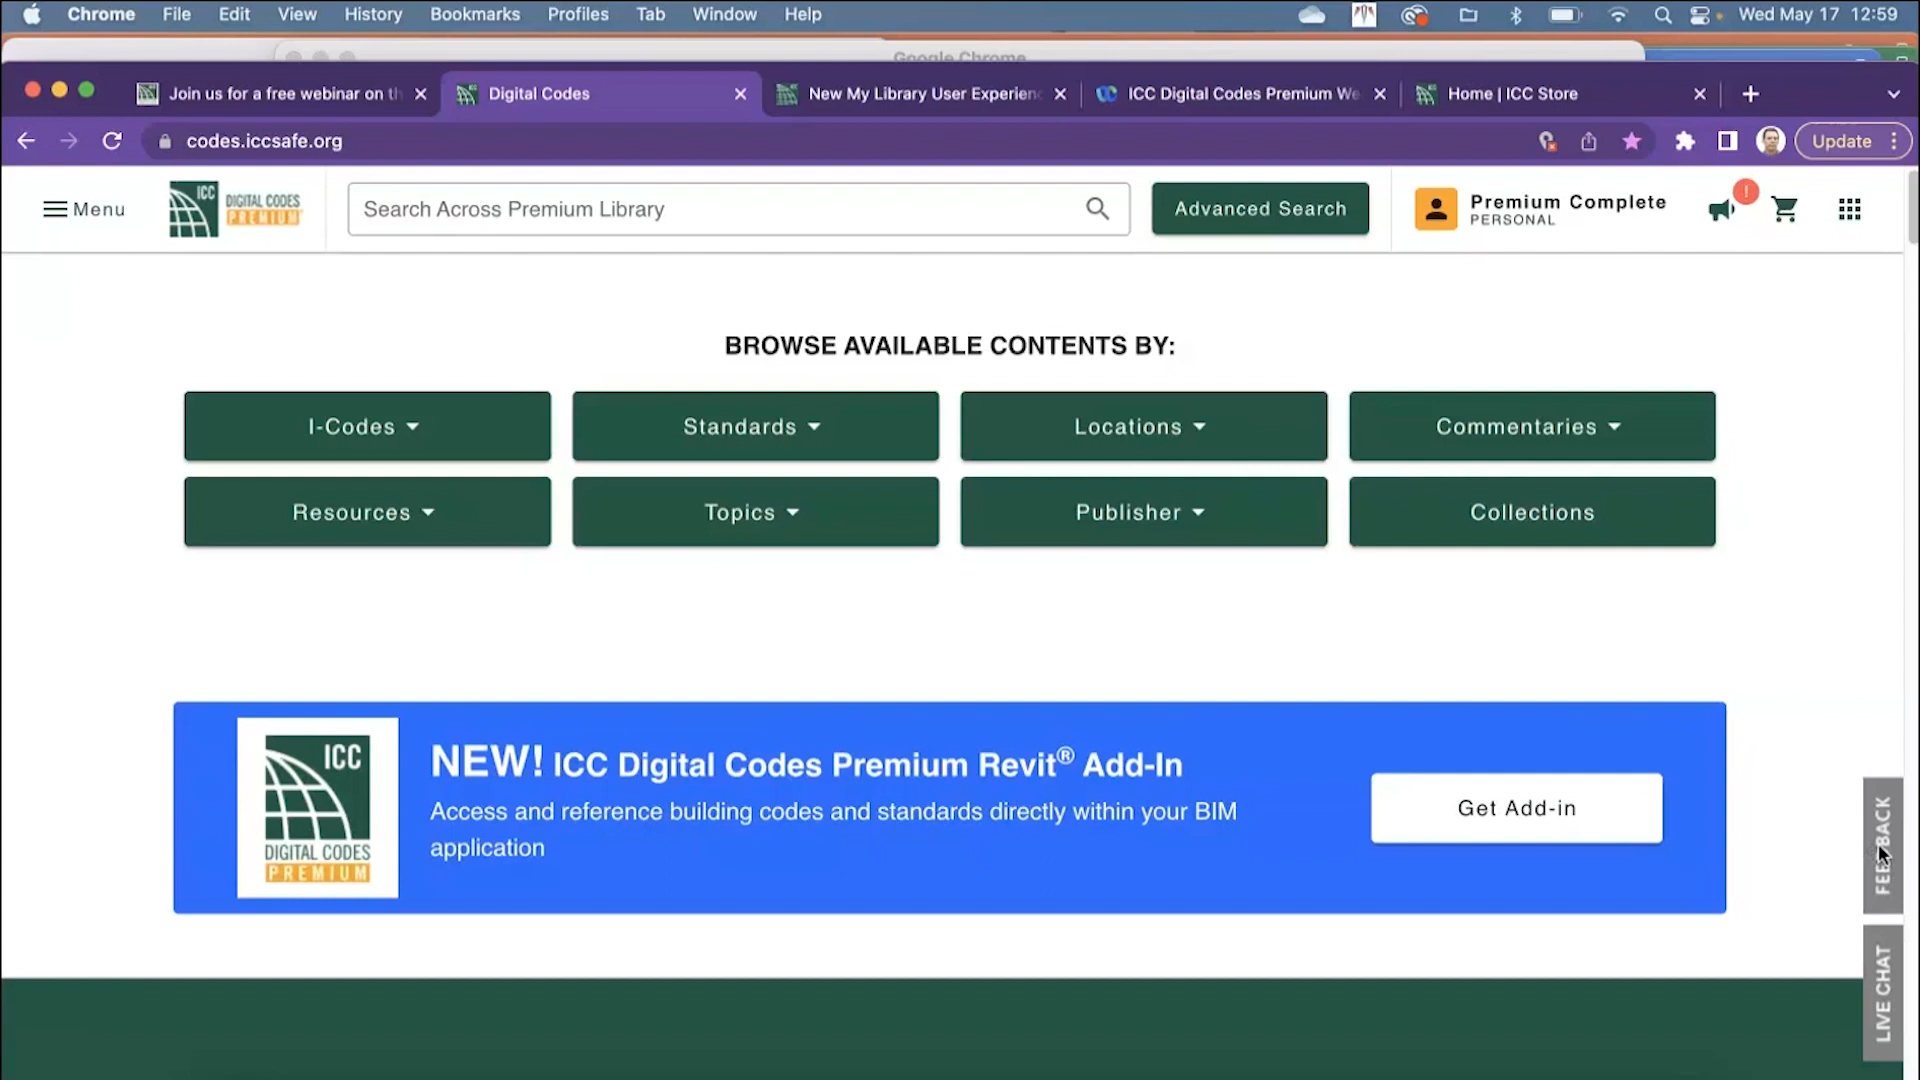 Chrome File Edit View History Bookmarks Profiles Tab Window Help Wed May 17 12:59
Google Chrome
Join us for a free webinar on th Digital Codes New My Library User Experien ICC Digital Codes Premium We Home | ICC Store
codes.iccsafe.org Update
Menu
ICC
DIGITAL CODES
PREMIUM
Search Across Premium Library
Advanced Search
Premium Complete
PERSONAL
!
BROWSE AVAILABLE CONTENTS BY:
I-Codes Standards Locations Commentaries
Resources Topics Publisher Collections
ICC
DIGITAL CODES
PREMIUM
NEW! ICC Digital Codes Premium Revit® Add-In
Access and reference building codes and standards directly within your BIM
application
Get Add-in
FEEDBACK
LIVE CHAT